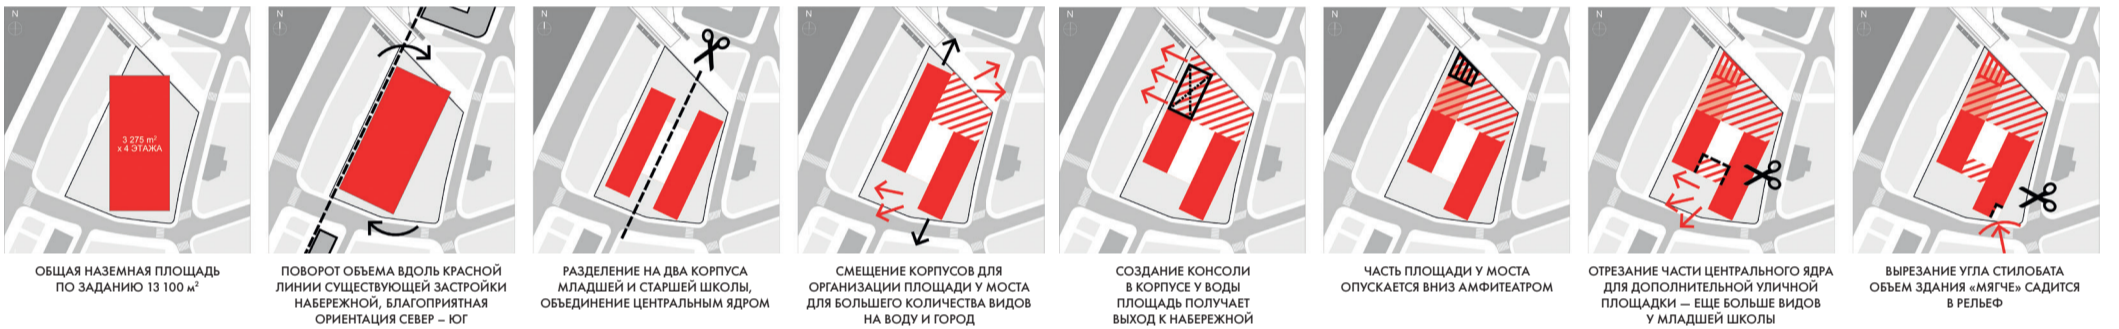 N
3 275 m²
x 4 ЭТАЖА
ОБЩАЯ НАЗЕМНАЯ ПЛОЩАДЬ
ПО ЗАДАНИЮ 13 100 м²
N
ПОВОРОТ ОБЪЕМА ВДОЛЬ КРАСНОЙ
ЛИНИИ СУЩЕСТВУЮЩЕЙ ЗАСТРОЙКИ
НАБЕРЕЖНОЙ, БЛАГОПРИЯТНАЯ
ОРИЕНТАЦИЯ СЕВЕР – ЮГ
N
РАЗДЕЛЕНИЕ НА ДВА КОРПУСА
МЛАДШЕЙ И СТАРШЕЙ ШКОЛЫ,
ОБЪЕДИНЕНИЕ ЦЕНТРАЛЬНЫМ ЯДРОМ
N
СМЕЩЕНИЕ КОРПУСОВ ДЛЯ
ОРГАНИЗАЦИИ ПЛОЩАДИ У МОСТА
ДЛЯ БОЛЬШЕГО КОЛИЧЕСТВА ВИДОВ
НА ВОДУ И ГОРОД
N
СОЗДАНИЕ КОНСОЛИ
В КОРПУСЕ У ВОДЫ
ПЛОЩАДЬ ПОЛУЧАЕТ
ВЫХОД К НАБЕРЕЖНОЙ
N
ЧАСТЬ ПЛОЩАДИ У МОСТА
ОПУСКАЕТСЯ ВНИЗ АМФИТЕАТРОМ
N
ОТРЕЗАНИЕ ЧАСТИ ЦЕНТРАЛЬНОГО ЯДРА
ДЛЯ ДОПОЛНИТЕЛЬНОЙ УЛИЧНОЙ
ПЛОЩАДКИ — ЕЩЕ БОЛЬШЕ ВИДОВ
У МЛАДШЕЙ ШКОЛЫ
N
ВЫРЕЗАНИЕ УГЛА СТИЛОБАТА
ОБЪЕМ ЗДАНИЯ «МЯГЧЕ» САДИТСЯ
В РЕЛЬЕФ